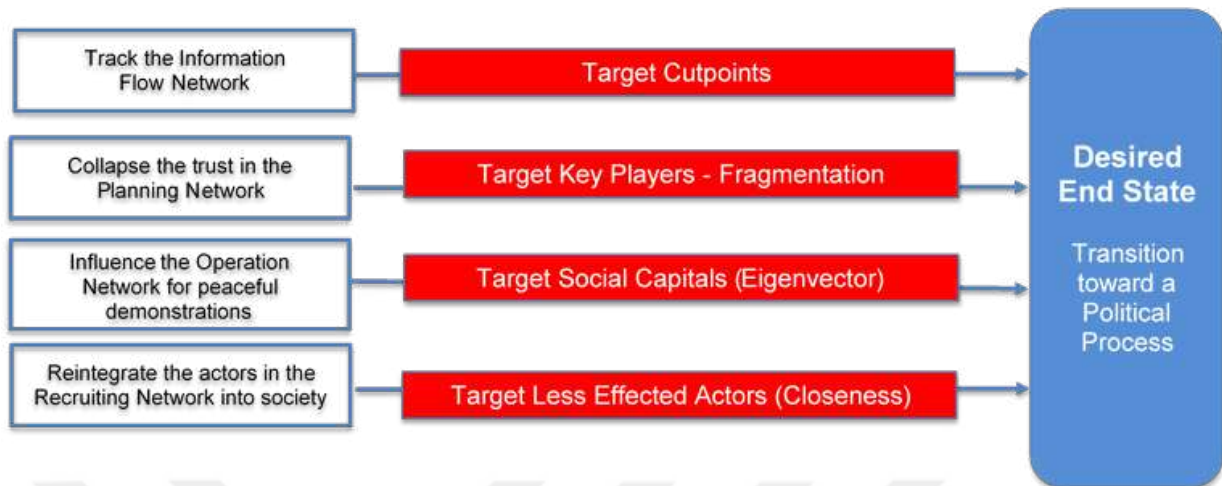 Track the Information
Flow Network
Target Cutpoints
Collapse the trust in the
Planning Network
Target Key Players - Fragmentation
Influence the Operation
Network for peaceful
demonstrations
Target Social Capitals (Eigenvector)
Reintegrate the actors in the
Recruiting Network into society
Target Less Effected Actors (Closeness)
Desired
End State
Transition
toward a
Political
Process